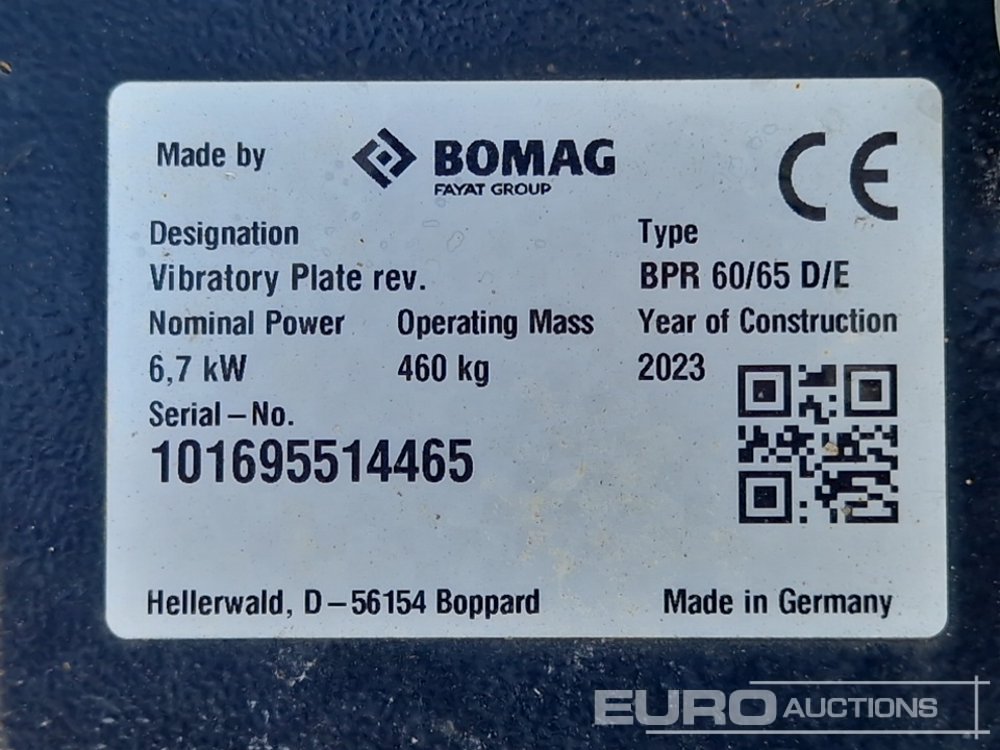 Made by BOMAG CE
FAYAT GROUP
Designation Type
Vibratory Plate rev. BPR 60/65 D/E
Nominal Power Operating Mass Year of Construction
6,7 kW 460 kg 2023
Serial–No.
101695514465
Hellerwald, D–56154 Boppard Made in Germany
EURO AUCTIONS